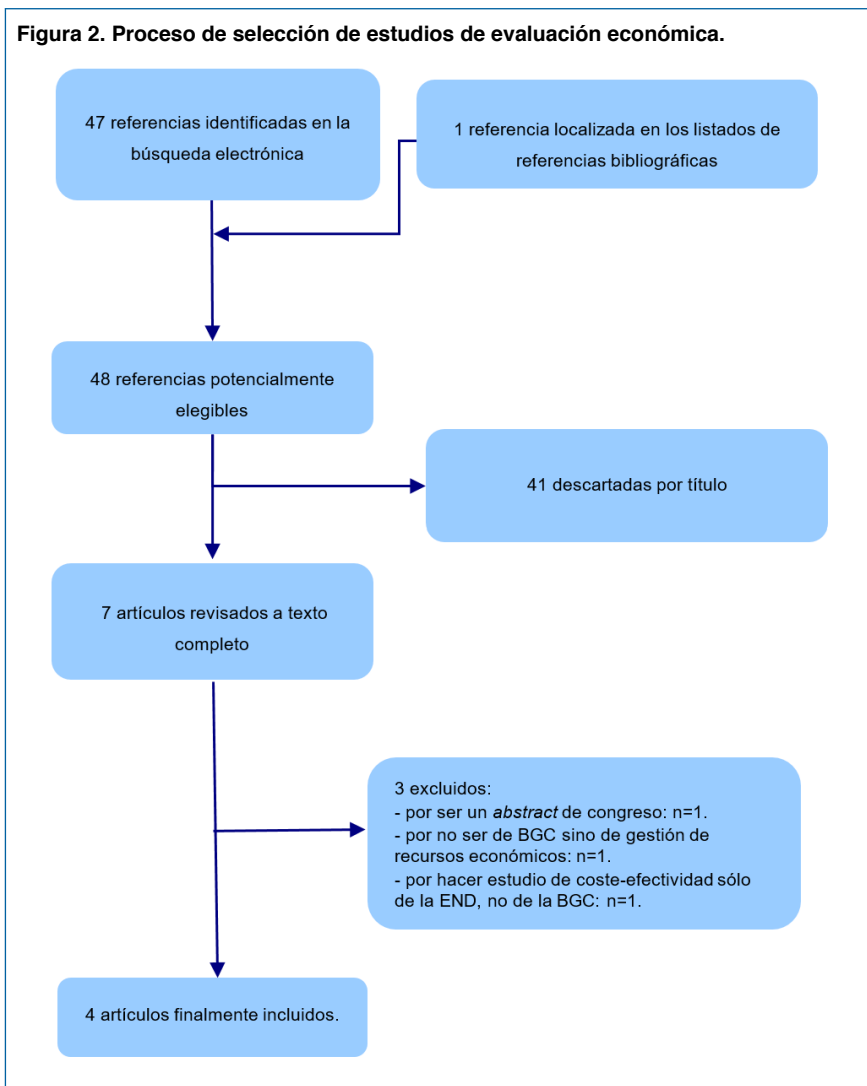 Figura 2. Proceso de selección de estudios de evaluación económica.
47 referencias identificadas en la
búsqueda electrónica
1 referencia localizada en los listados de
referencias bibliográficas
48 referencias potencialmente
elegibles
41 descartadas por título
7 artículos revisados a texto
completo
3 excluidos:
- por ser un abstract de congreso: n=1.
- por no ser de BGC sino de gestión de
recursos económicos: n=1.
- por hacer estudio de coste-efectividad sólo
de la END, no de la BGC: n=1.
4 artículos finalmente incluidos.